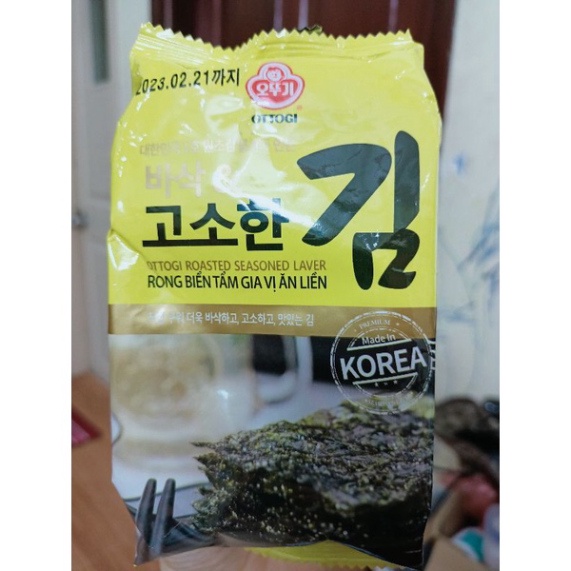 2023.02.21까지
오뚜기
OTTOGI
바삭
고소한 김
OTTOGI ROASTED SEASONED LAVER
RONG BIỂN TẨM GIA VỊ ĂN LIỀN
더욱 바삭하고, 고소하고, 맛있는 김
PREMIUM
Made in
KOREA